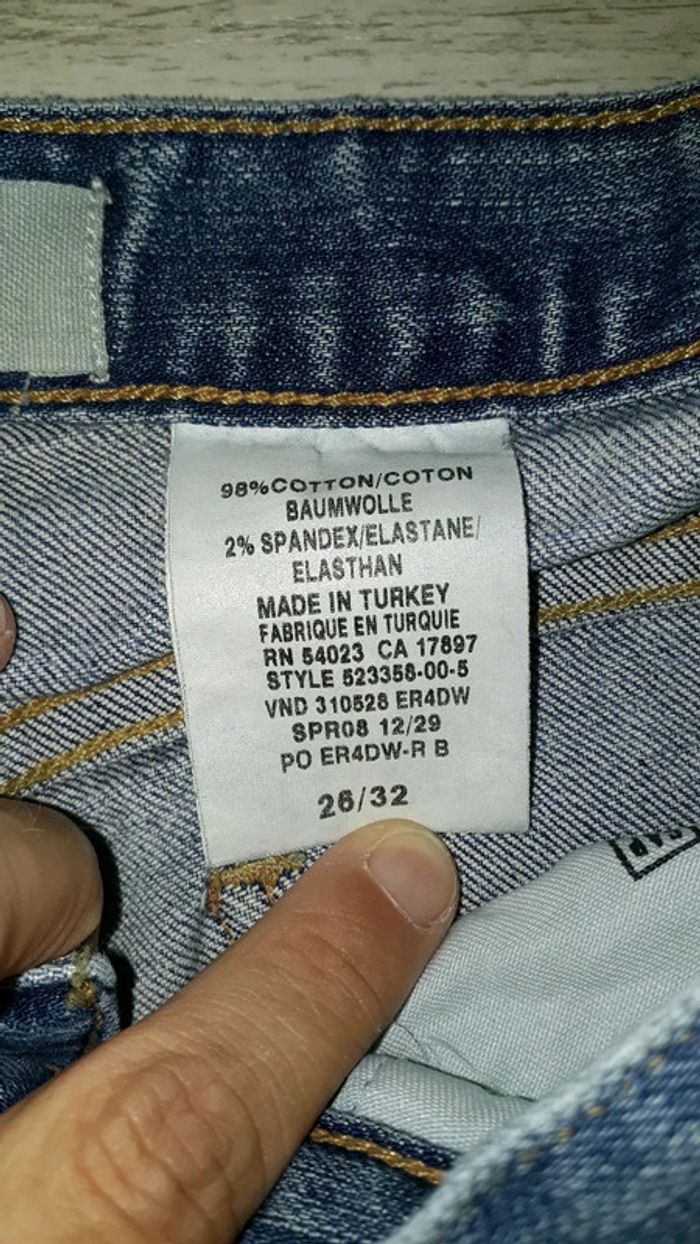 98%COTTON/COTON
BAUMWOLLE
2% SPANDEX/ELASTANE/
ELASTHAN
MADE IN TURKEY
FABRIQUE EN TURQUIE
RN 54023 CA 17897
STYLE 523358-00-5
VND 310528 ER4DW
SPR08 12/29
PO ER4DW-R B
26/32
GAP